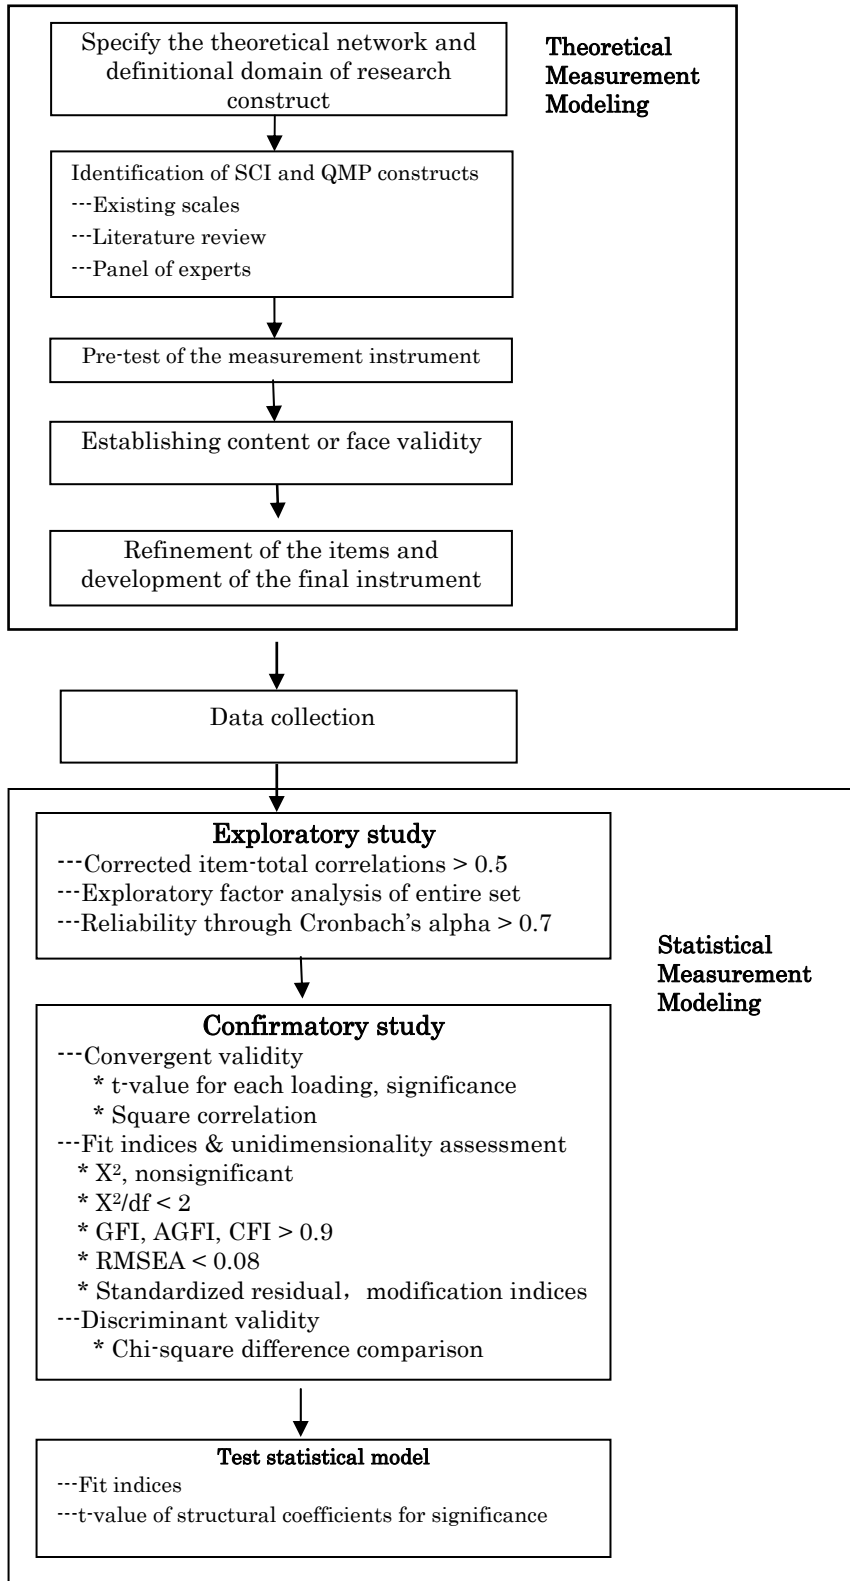 Specify the theoretical network and
definitional domain of research
construct
Theoretical
Measurement
Modeling
Identification of SCI and QMP constructs
---Existing scales
---Literature review
---Panel of experts
Pre-test of the measurement instrument
Establishing content or face validity
Refinement of the items and
development of the final instrument
Data collection
Exploratory study
---Corrected item-total correlations > 0.5
---Exploratory factor analysis of entire set
---Reliability through Cronbach’s alpha > 0.7
Statistical
Measurement
Modeling
Confirmatory study
---Convergent validity
* t-value for each loading, significance
* Square correlation
---Fit indices & unidimensionality assessment
* X², nonsignificant
* X²/df < 2
* GFI, AGFI, CFI > 0.9
* RMSEA < 0.08
* Standardized residual，modification indices
---Discriminant validity
* Chi-square difference comparison
Test statistical model
---Fit indices
---t-value of structural coefficients for significance